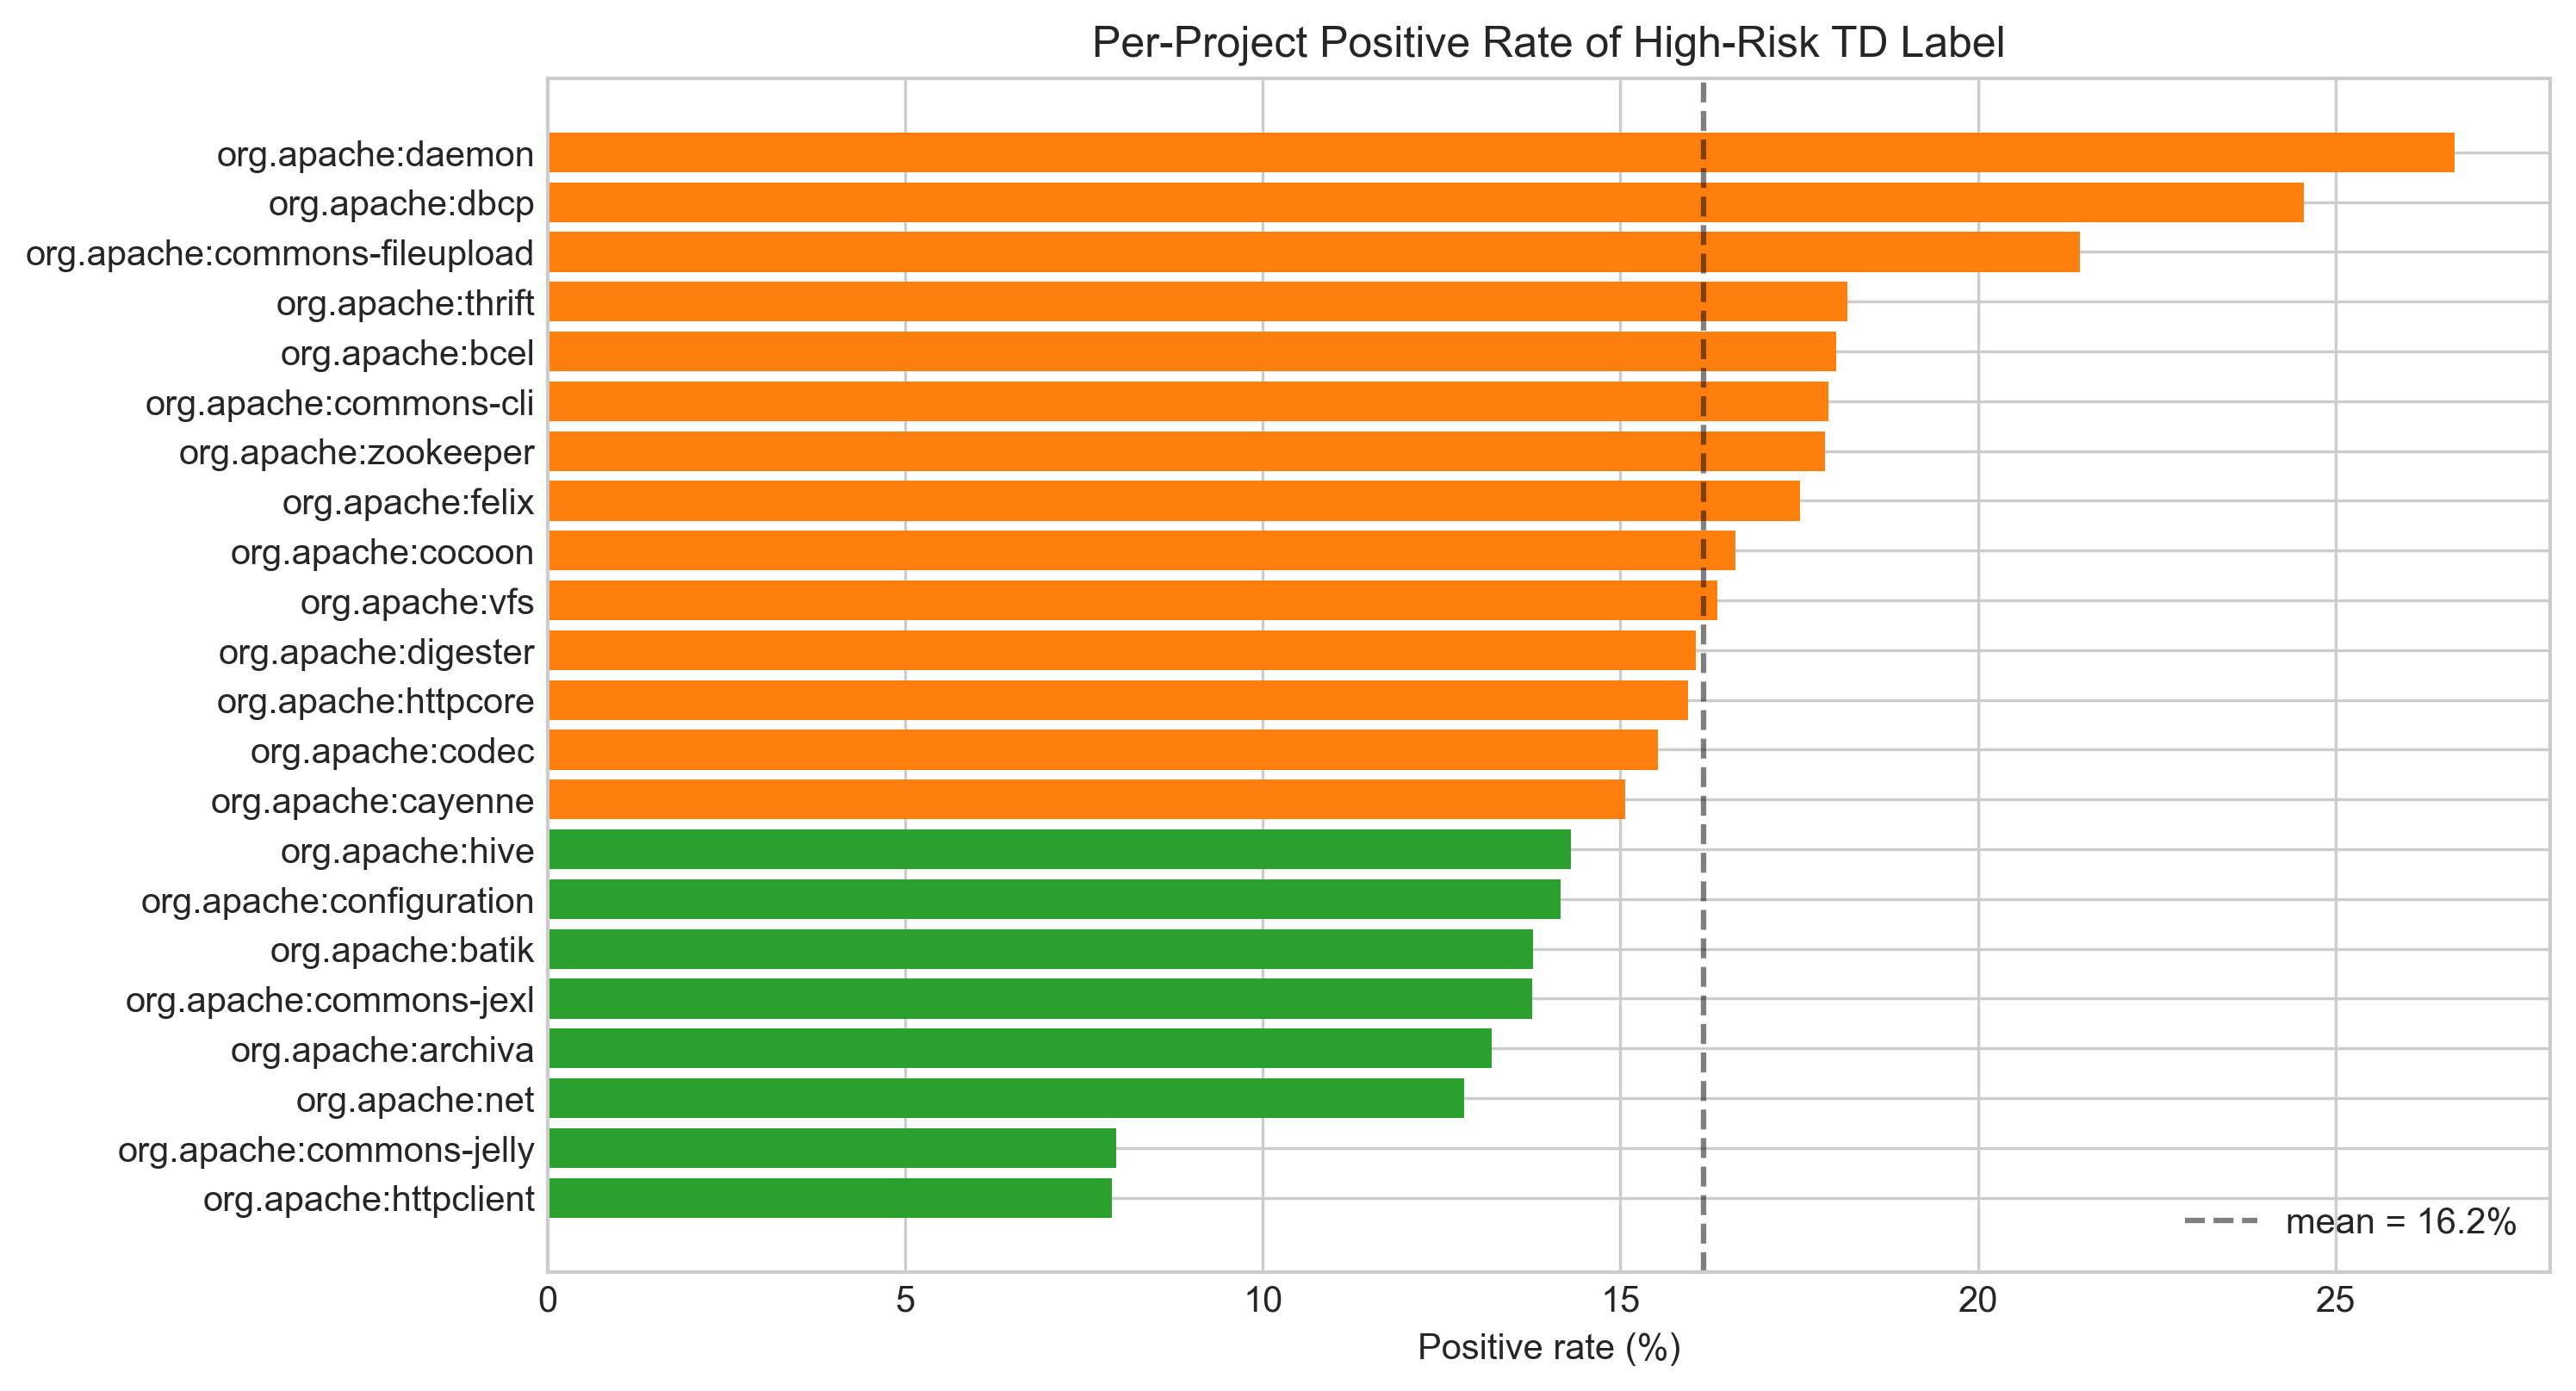 Per-Project Positive Rate of High-Risk TD Label
org.apache:daemon
org.apache:dbcp
org.apache:commons-fileupload
org.apache:thrift
org.apache:bcel
org.apache:commons-cli
org.apache:zookeeper
org.apache:felix
org.apache:cocoon
org.apache:vfs
org.apache:digester
org.apache:httpcore
org.apache:codec
org.apache:cayenne
org.apache:hive
org.apache:configuration
org.apache:batik
org.apache:commons-jexl
org.apache:archiva
org.apache:net
org.apache:commons-jelly
org.apache:httpclient
mean = 16.2%
0 5 10 15 20 25
Positive rate (%)